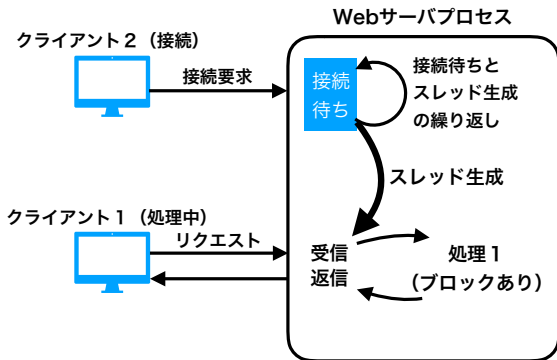 Webサーバプロセス
クライアント２（接続）
接続要求
接続
待ち
接続待ちと
スレッド生成
の繰り返し
スレッド生成
クライアント１（処理中）
リクエスト
受信
返信
処理１
（ブロックあり）